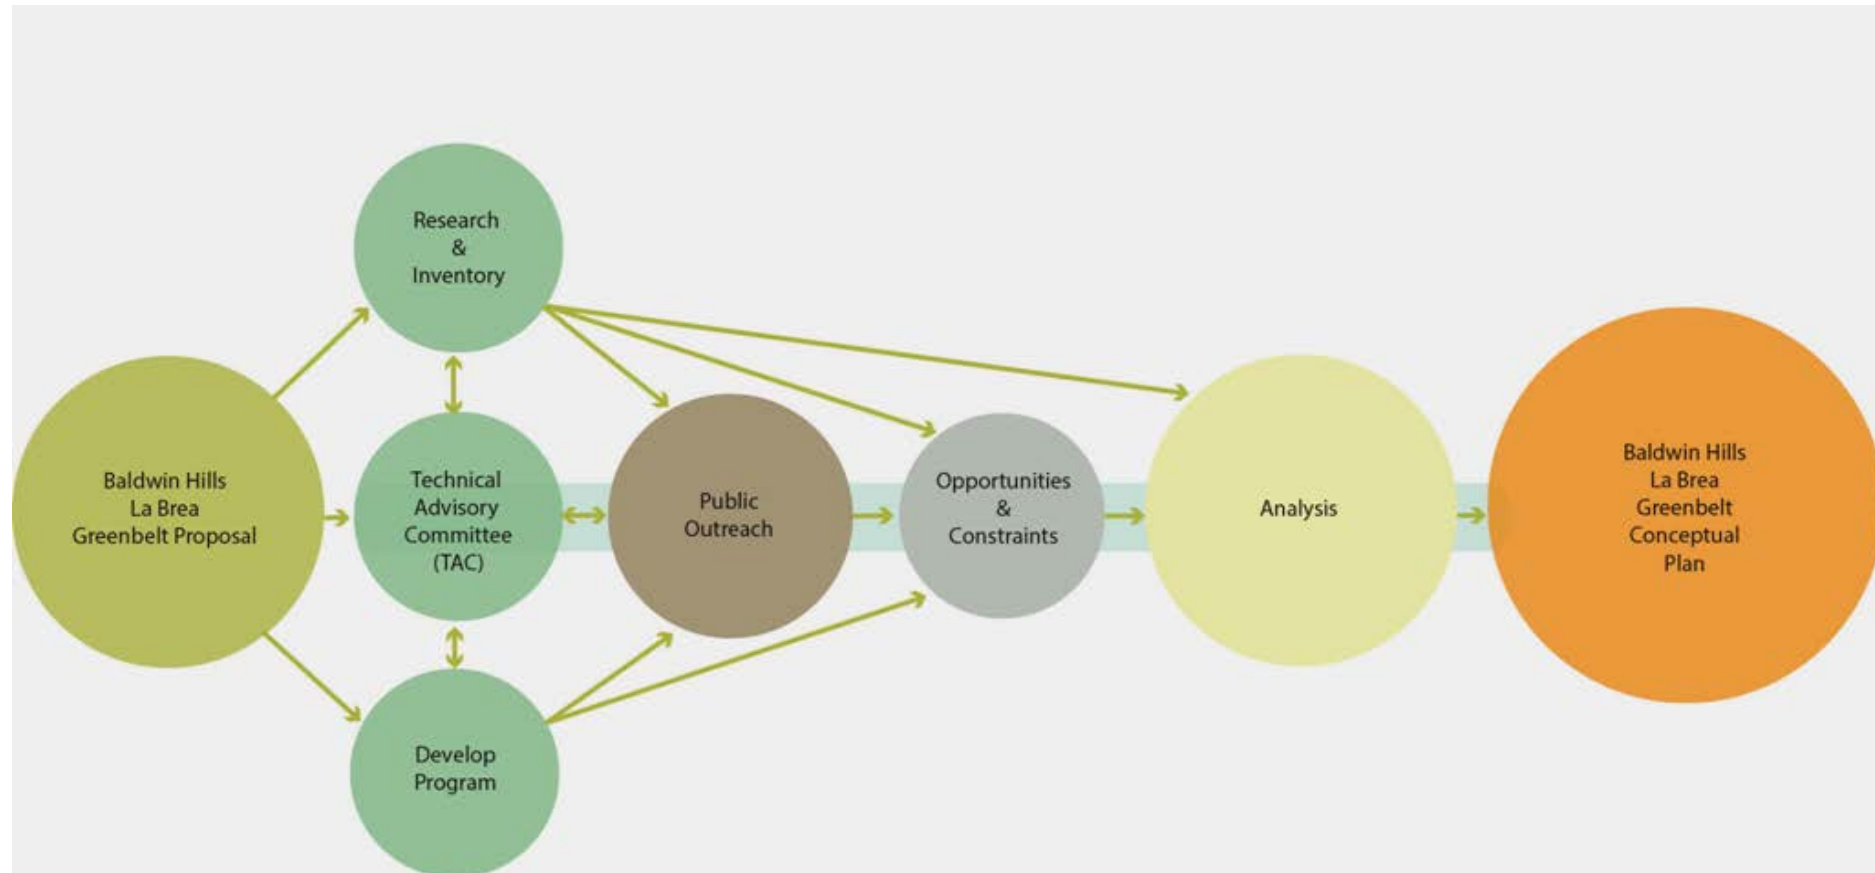 Research
&
Inventory
Baldwin Hills
La Brea
Greenbelt Proposal
Technical
Advisory
Committee
(TAC)
Public
Outreach
Opportunities
&
Constraints
Analysis
Baldwin Hills
La Brea
Greenbelt
Conceptual
Plan
Develop
Program